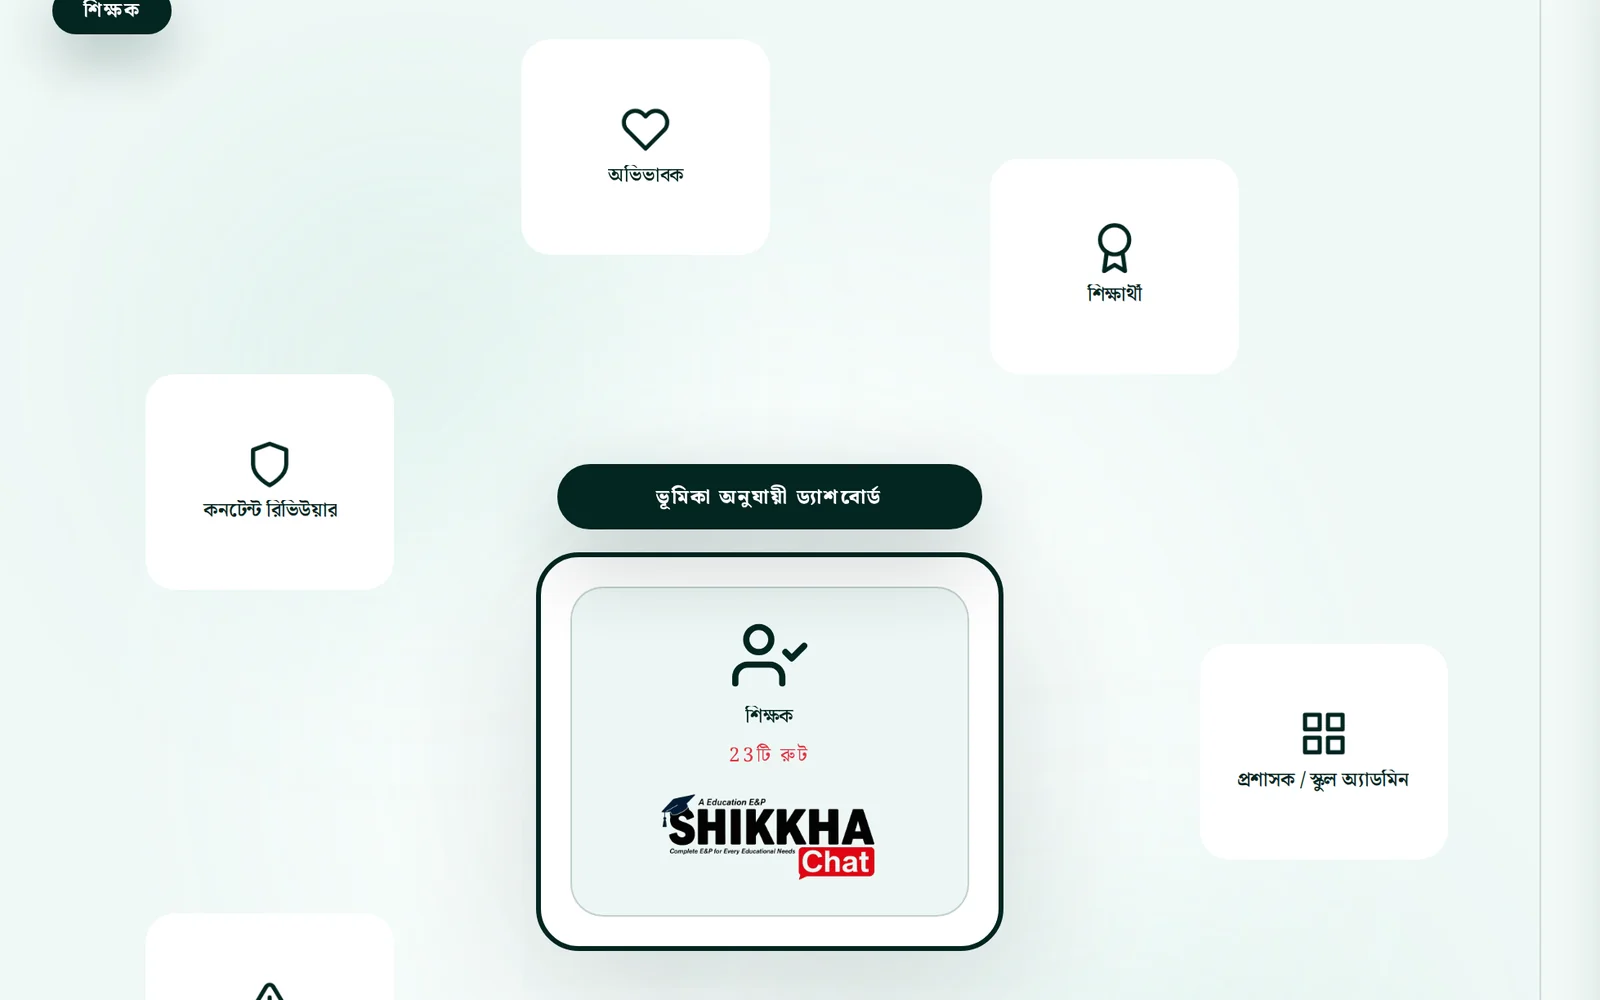 শিক্ষক
অভিভাবক
শিক্ষার্থী
কনটেন্ট রিভিউয়ার
ভূমিকা অনুযায়ী ড্যাশবোর্ড
শিক্ষক
23টি রুট
A Education E&P
SHIKKHA
Complete E&P for Every Educational Needs
Chat
প্রশাসক / স্কুল অ্যাডমিন